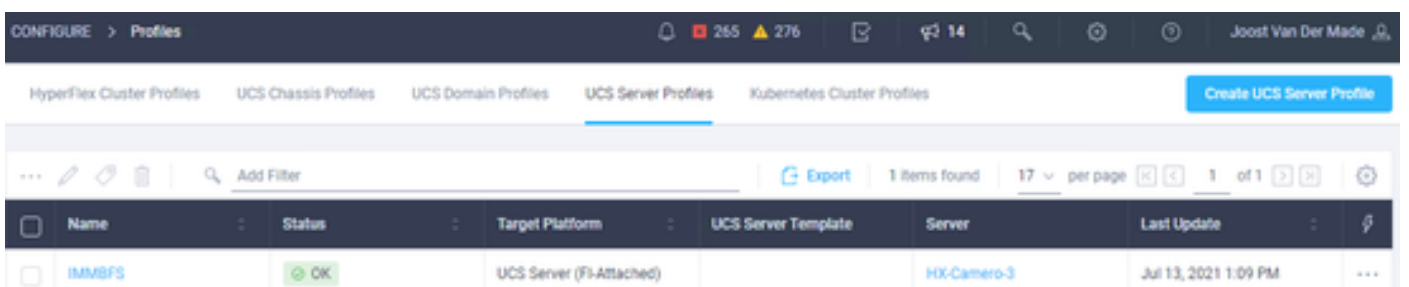 CONFIGURE > Profiles 265 276 14 Joost Van Der Made
HyperFlex Cluster Profiles UCS Chassis Profiles UCS Domain Profiles UCS Server Profiles Kubernetes Cluster Profiles Create UCS Server Profile
... Add Filter Export 1 items found 17 per page 1 of 1
Name Status Target Platform UCS Server Template Server Last Update
IMMBFS OK UCS Server (FI-Attached) HX-Camero-3 Jul 13, 2021 1:09 PM ...